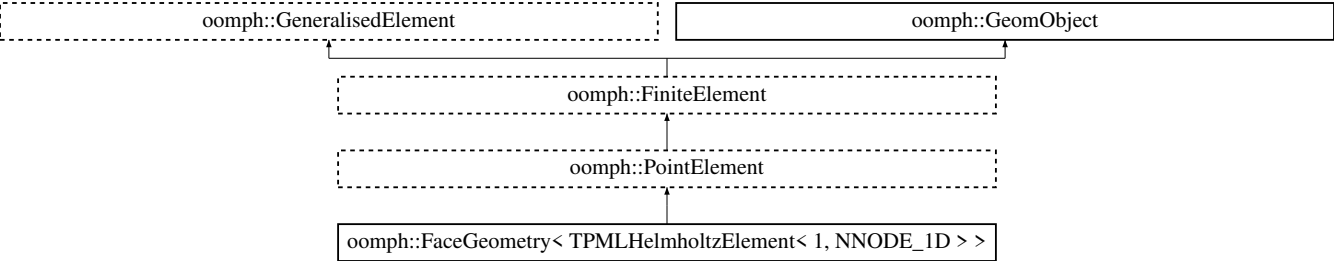 oomph::GeneralisedElement
oomph::GeomObject
oomph::FiniteElement
oomph::PointElement
oomph::FaceGeometry< TPMLHelmholtzElement< 1, NNODE_1D > >